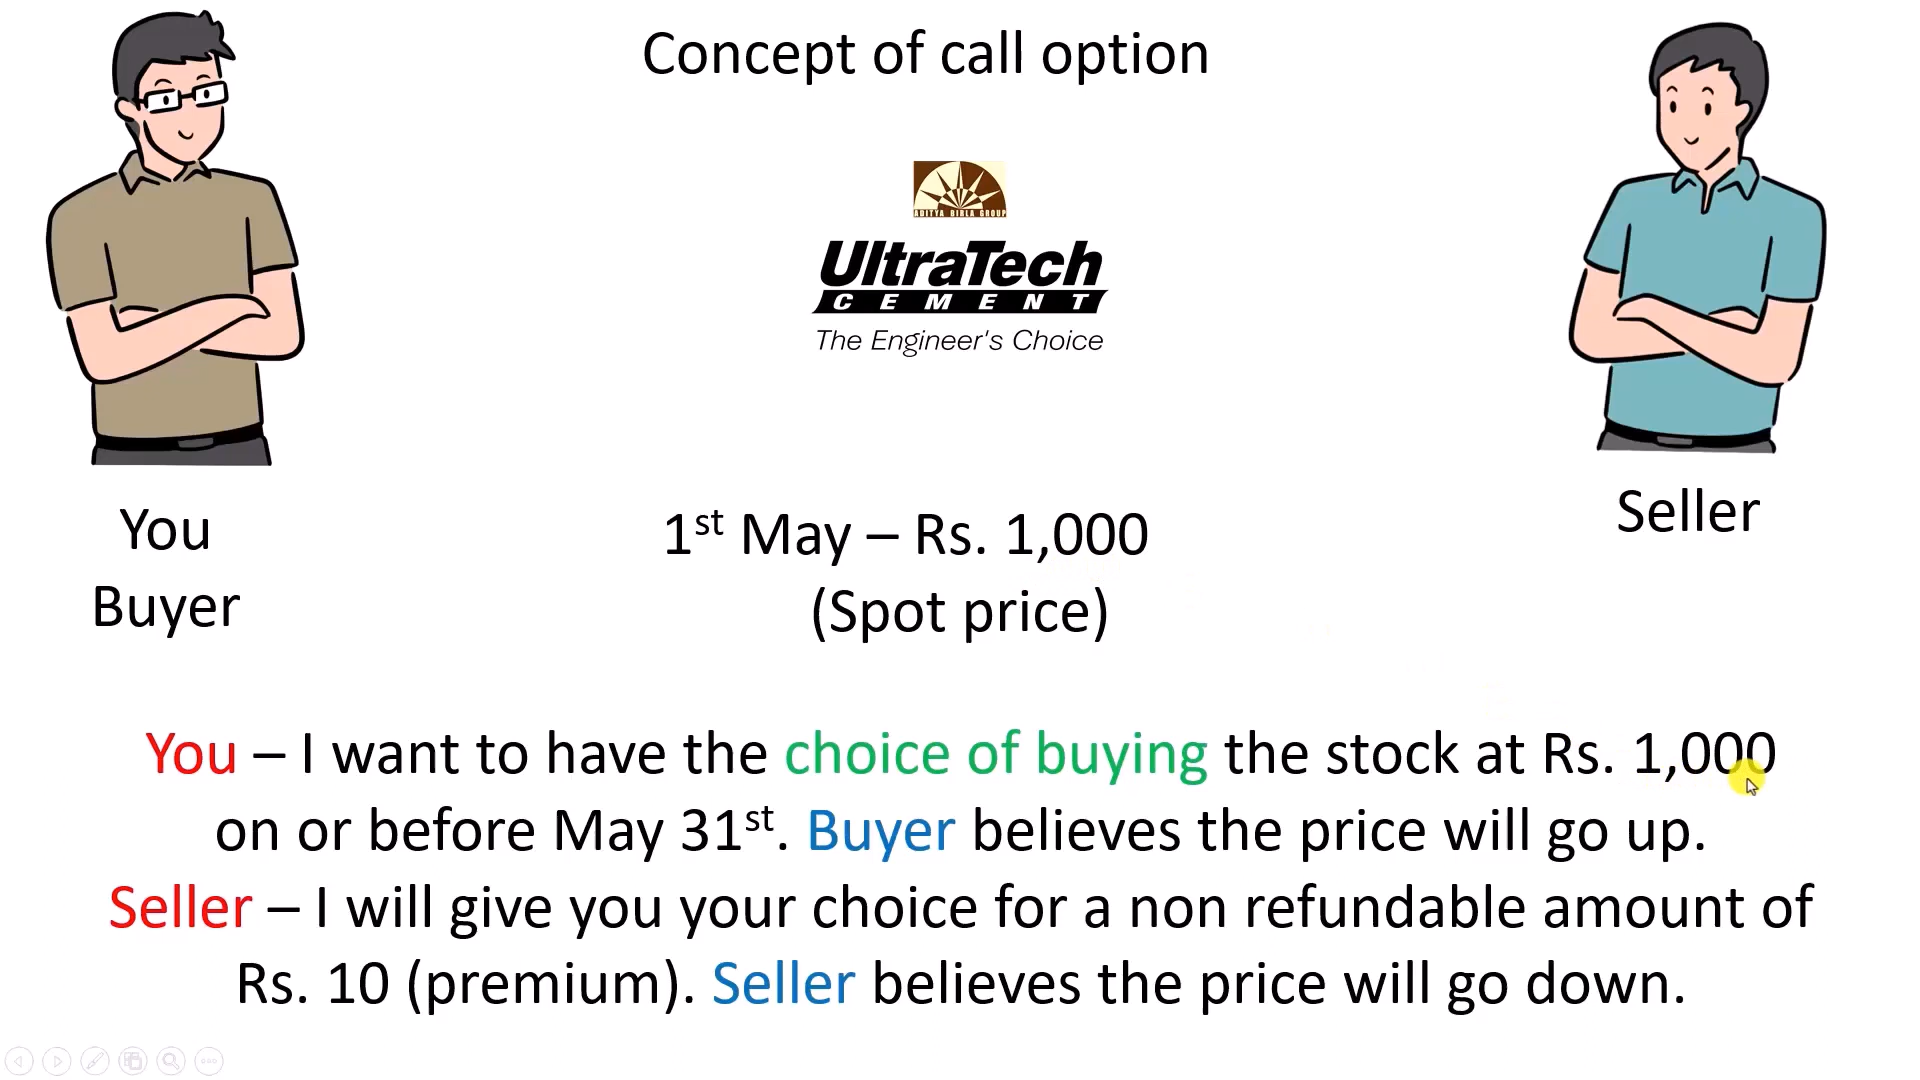 Concept of call option
ADITYA BIRLA GROUP
UltraTech
CEMENT
The Engineer's Choice
You
Buyer
1st May – Rs. 1,000
(Spot price)
Seller
You – I want to have the choice of buying the stock at Rs. 1,000
on or before May 31st. Buyer believes the price will go up.
Seller – I will give you your choice for a non refundable amount of
Rs. 10 (premium). Seller believes the price will go down.